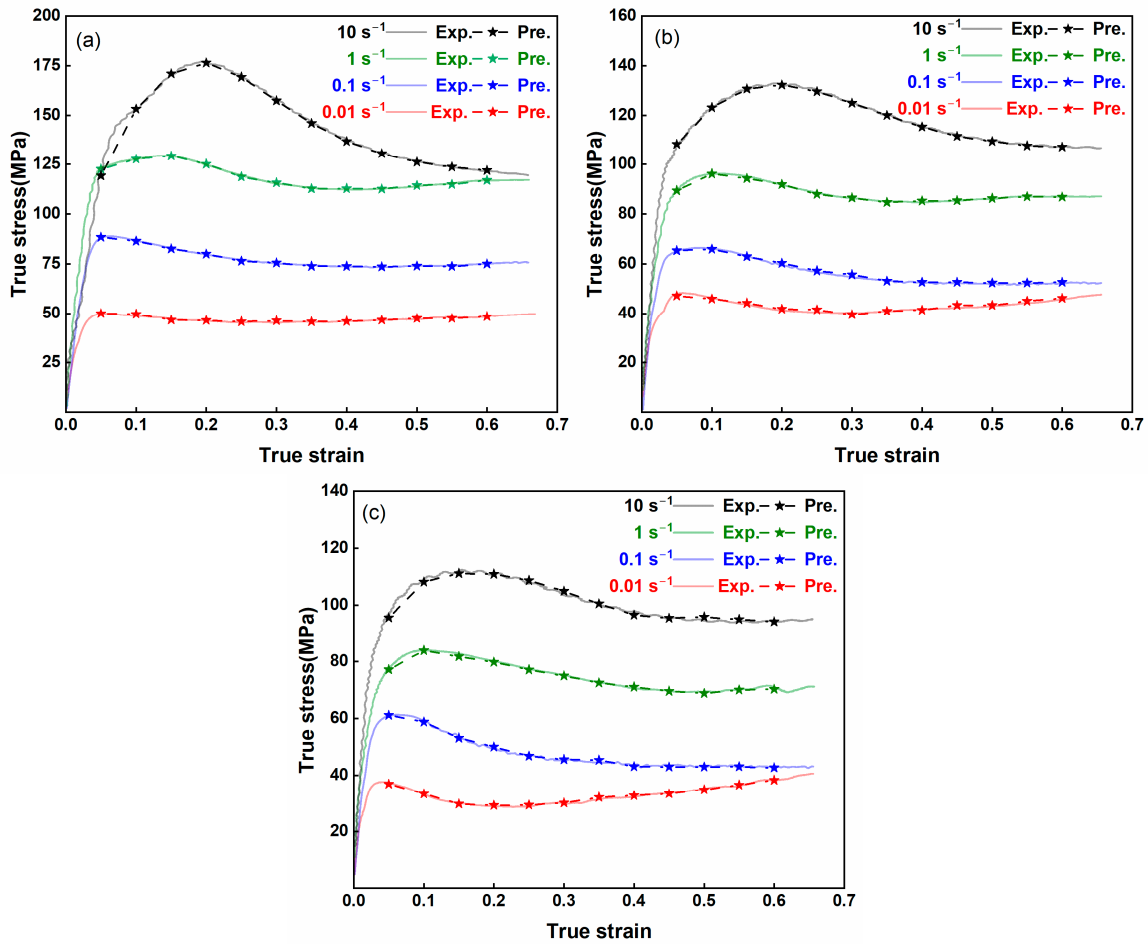 (a)
10 s⁻¹ Exp. Pre.
1 s⁻¹ Exp. Pre.
0.1 s⁻¹ Exp. Pre.
0.01 s⁻¹ Exp. Pre.
200
175
150
125
100
75
50
25
0.0 0.1 0.2 0.3 0.4 0.5 0.6 0.7
True stress(MPa)
True strain
(b)
10 s⁻¹ Exp. Pre.
1 s⁻¹ Exp. Pre.
0.1 s⁻¹ Exp. Pre.
0.01 s⁻¹ Exp. Pre.
160
140
120
100
80
60
40
20
0.0 0.1 0.2 0.3 0.4 0.5 0.6 0.7
True stress(MPa)
True strain
(c)
10 s⁻¹ Exp. Pre.
1 s⁻¹ Exp. Pre.
0.1 s⁻¹ Exp. Pre.
0.01 s⁻¹ Exp. Pre.
140
120
100
80
60
40
20
0.0 0.1 0.2 0.3 0.4 0.5 0.6 0.7
True stress(MPa)
True strain